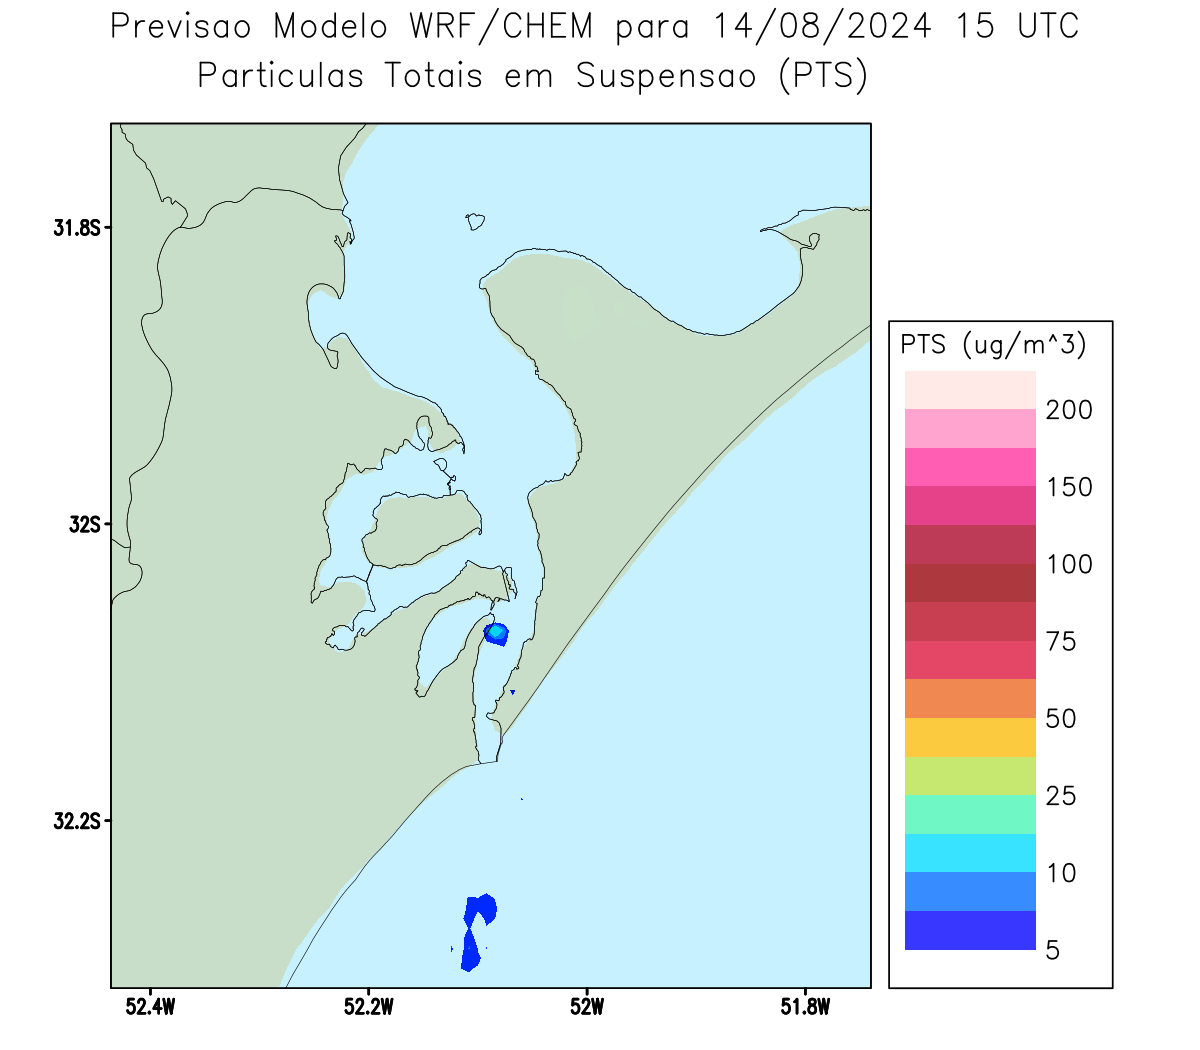 Previsao Modelo WRF/CHEM para 14/08/2024 15 UTC
Particulas Totais em Suspensao (PTS)
31.8S
32S
32.2S
52.4W
52.2W
52W
51.8W
PTS (ug/m^3)
200
150
100
75
50
25
10
5